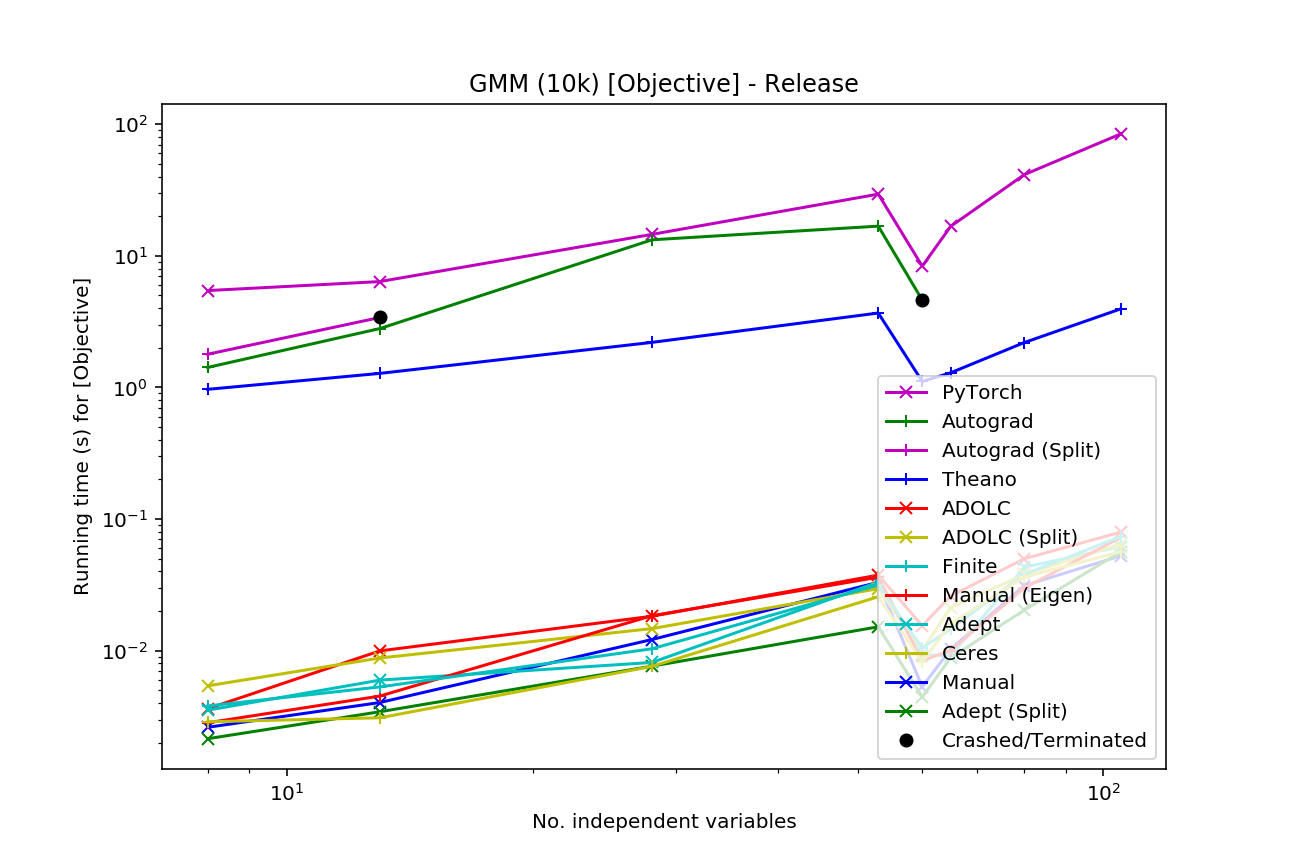 GMM (10k) [Objective] - Release
Running time (s) for [Objective]
10²
10¹
10⁰
10⁻¹
10⁻²
PyTorch
Autograd
Autograd (Split)
Theano
ADOLC
ADOLC (Split)
Finite
Manual (Eigen)
Adept
Ceres
Manual
Adept (Split)
Crashed/Terminated
10¹
10²
No. independent variables